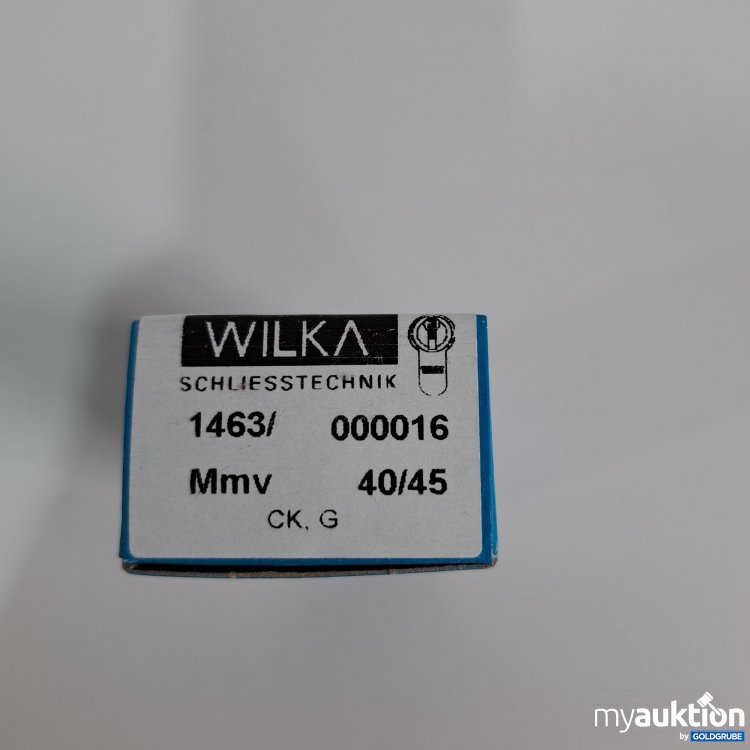 WILKA
SCHLIESSTECHNIK
1463/ 000016
Mmv 40/45
CK, G
myauktion
by GOLDGRUBE